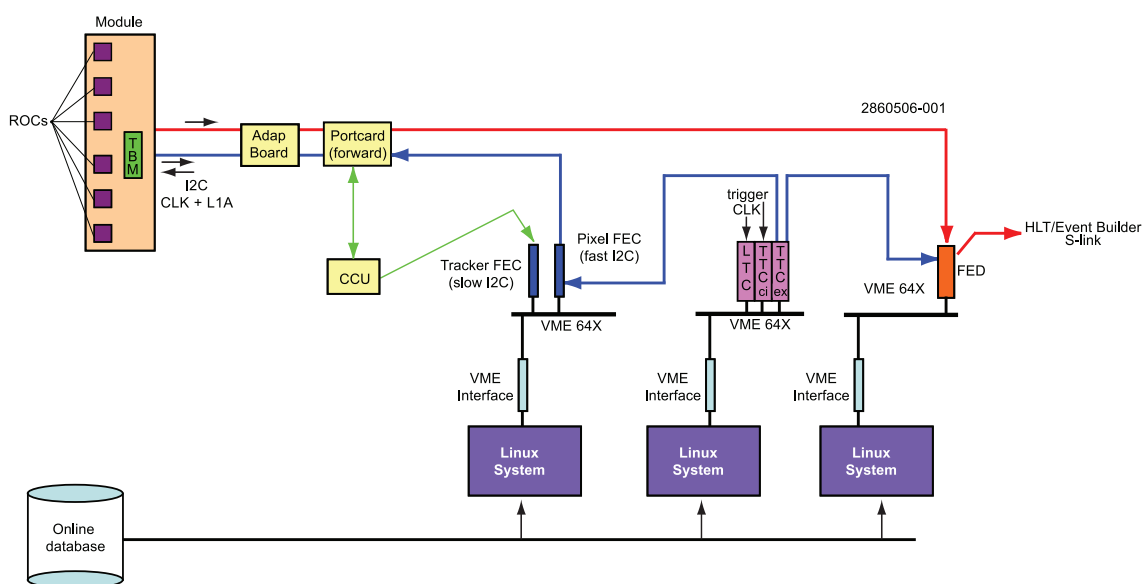 Module
ROCs
TBM
I2C
CLK + L1A
Adap
Board
Portcard
(forward)
2860506-001
CCU
Tracker FEC
(slow I2C)
Pixel FEC
(fast I2C)
trigger
CLK
LTC
TTCci
TTCex
HLT/Event Builder
S-link
FED
VME 64X
VME 64X
VME 64X
VME
Interface
VME
Interface
VME
Interface
Linux
System
Linux
System
Linux
System
Online
database